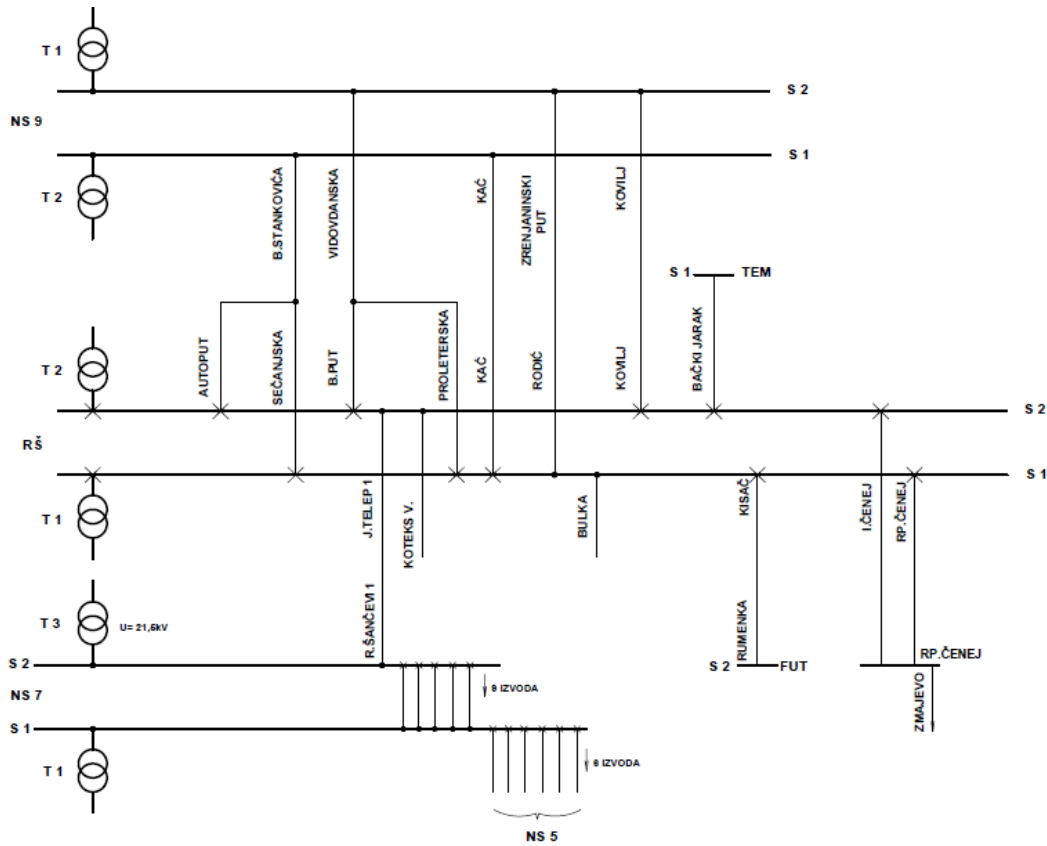 T 1
S 2
NS 9
S 1
T 2
B.STANKOVIĆA
VIDOVDANSKA
KAĆ
ZRENJANINSKI
PUT
KOVILJ
S 1
TEM
T 2
AUTOPUT
SEČANJSKA
B.PUT
PROLETERSKA
KAĆ
RODIĆ
KOVILJ
BAČKI JARAK
S 2
RŠ
S 1
T 1
J.TELEP 1
KOTEKS V.
BULKA
KISAČ
I.ČENEJ
RP.ČENEJ
T 3
U= 21,5kV
R.ŠANČEVI 1
RUMENKA
S 2
FUT
RP.ČENEJ
ZMAJEVO
S 2
9 IZVODA
NS 7
S 1
T 1
6 IZVODA
NS 5